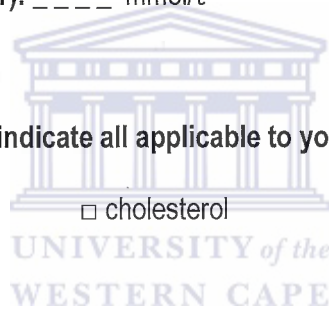 ): _ _ _ _ mmol/ℓ
indicate all applicable to yo
□ cholesterol
UNIVERSITY of the
WESTERN CAPE